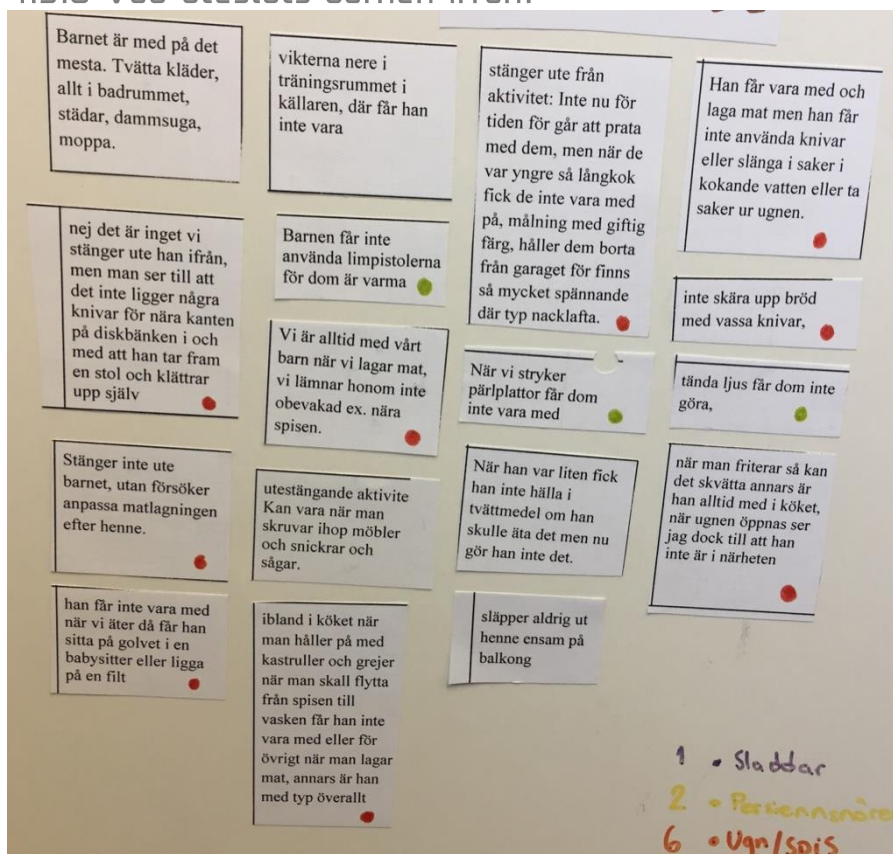 Barnet är med på det
mesta. Tvätta kläder,
allt i badrummet,
städar, dammsuga,
moppa.
vikterna nere i
träningsrummet i
källaren, där får han
inte vara
stänger ute från
aktivitet: Inte nu för
tiden för går att prata
med dem, men när de
var yngre så långkok
fick de inte vara med
på, målning med giftig
färg, håller dem borta
från garaget för finns
så mycket spännande
där typ nacklafta.
Han får vara med och
laga mat men han får
inte använda knivar
eller slänga i saker i
kokande vatten eller ta
saker ur ugnen.
nej det är inget vi
stänger ute han ifrån,
men man ser till att
det inte ligger några
knivar för nära kanten
på diskbänken i och
med att han tar fram
en stol och klättrar
upp själv
Barnen får inte
använda limpistolerna
för dom är varma
inte skära upp bröd
med vassa knivar,
Vi är alltid med vårt
barn när vi lagar mat,
vi lämnar honom inte
obevakad ex. nära
spisen.
När vi stryker
pärlplattor får dom
inte vara med
tända ljus får dom inte
göra,
Stänger inte ute
barnet, utan försöker
anpassa matlagningen
efter henne.
utestängande aktivite
Kan vara när man
skruvar ihop möbler
och snickrar och
sågar.
När han var liten fick
han inte hälla i
tvättmedel om han
skulle äta det men nu
gör han inte det.
när man friterar så kan
det skvätta annars är
han alltid med i köket,
när ugnen öppnas ser
jag dock till att han
inte är i närheten
han får inte vara med
när vi äter då får han
sitta på golvet i en
babysitter eller ligga
på en filt
ibland i köket när
man håller på med
kastruller och grejer
när man skall flytta
från spisen till
vasken får han inte
vara med eller för
övrigt när man lagar
mat, annars är han
med typ överallt
släpper aldrig ut
henne ensam på
balkong
1 • Sladdar
2 • Persiennsnöre
6 • Ugn/spis